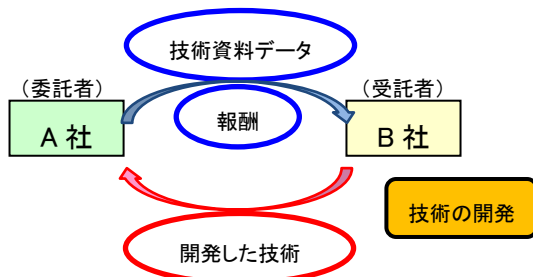 技術資料データ
（委託者）
（受託者）
A 社
報酬
B 社
技術の開発
開発した技術